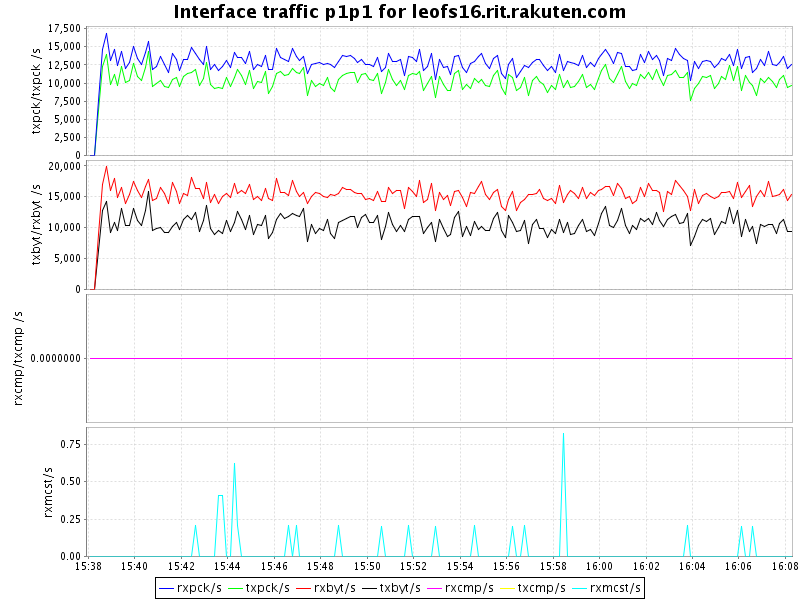 Interface traffic p1p1 for leofs16.rit.rakuten.com
txpck/txpck /s
17,500
15,000
12,500
10,000
7,500
5,000
2,500
0
txbyt/rxbyt /s
20,000
15,000
10,000
5,000
0
rxcmp/txcmp /s
0.0000000
rxmcst/s
0.75
0.50
0.25
0.00
15:38 15:40 15:42 15:44 15:46 15:48 15:50 15:52 15:54 15:56 15:58 16:00 16:02 16:04 16:06 16:08
rxpck/s txpck/s rxbyt/s txbyt/s rxcmp/s txcmp/s rxmcst/s